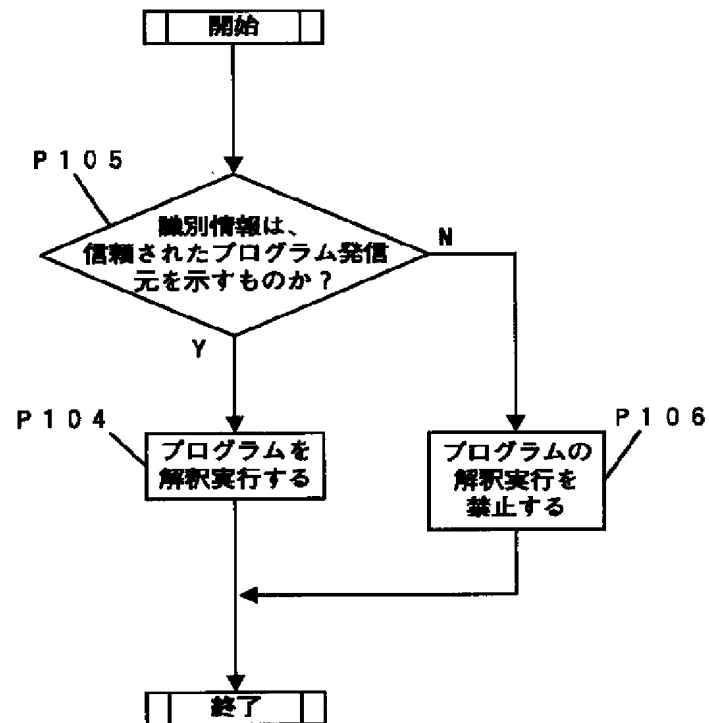 開始
P105
識別情報は、
信頼されたプログラム発信
元を示すものか？
N
Y
P104
プログラムを
解釈実行する
P106
プログラムの
解釈実行を
禁止する
終了